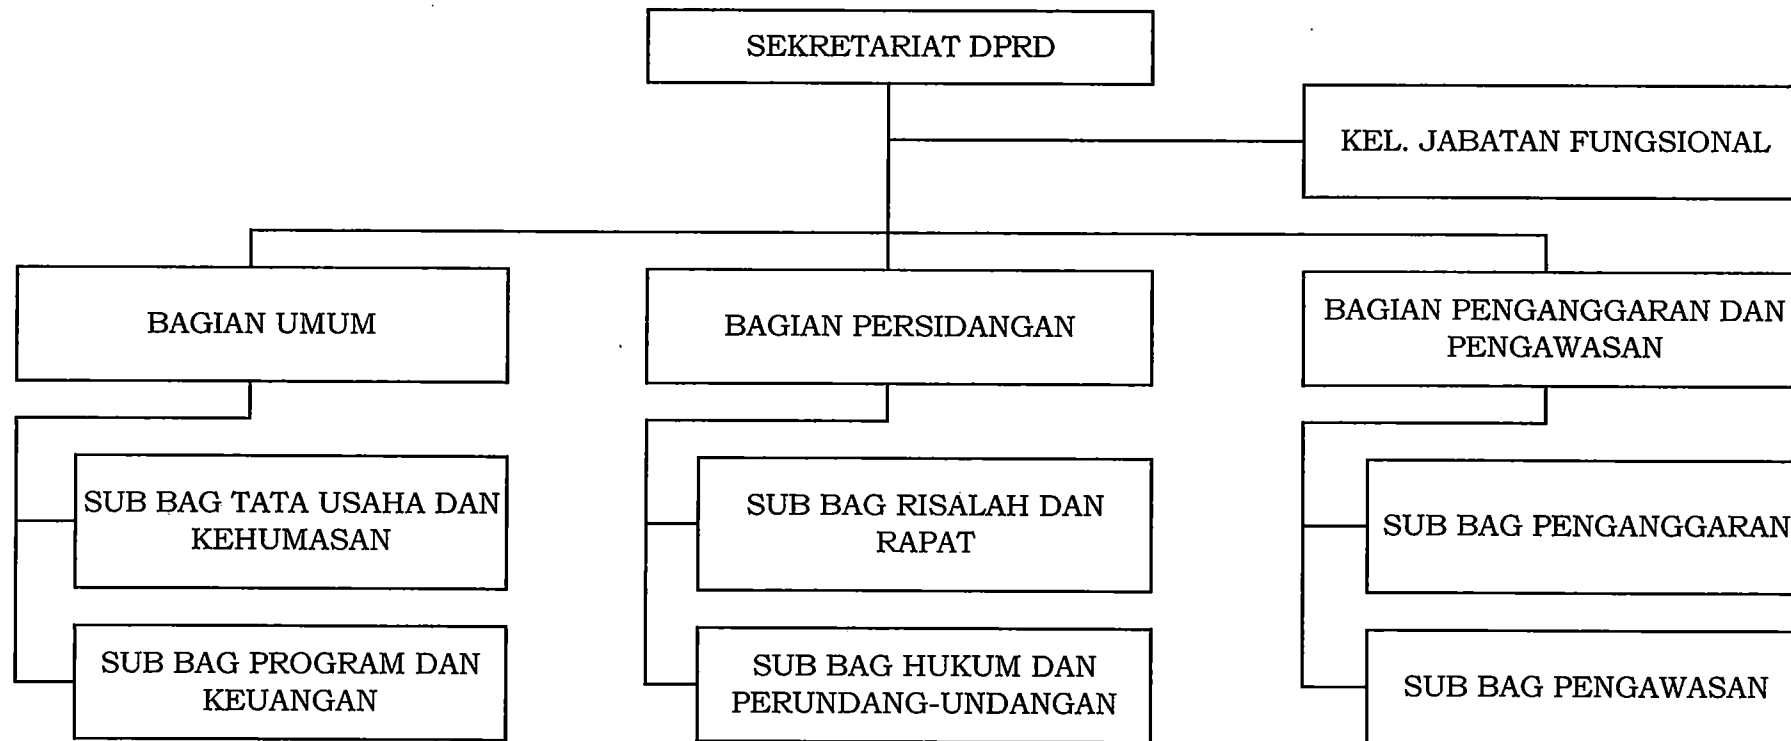 SEKRETARIAT DPRD
KEL. JABATAN FUNGSIONAL
BAGIAN UMUM
BAGIAN PERSIDANGAN
BAGIAN PENGANGGARAN DAN
PENGAWASAN
SUB BAG TATA USAHA DAN
KEHUMASAN
SUB BAG RISALAH DAN
RAPAT
SUB BAG PENGANGGARAN
SUB BAG PROGRAM DAN
KEUANGAN
SUB BAG HUKUM DAN
PERUNDANG-UNDANGAN
SUB BAG PENGAWASAN